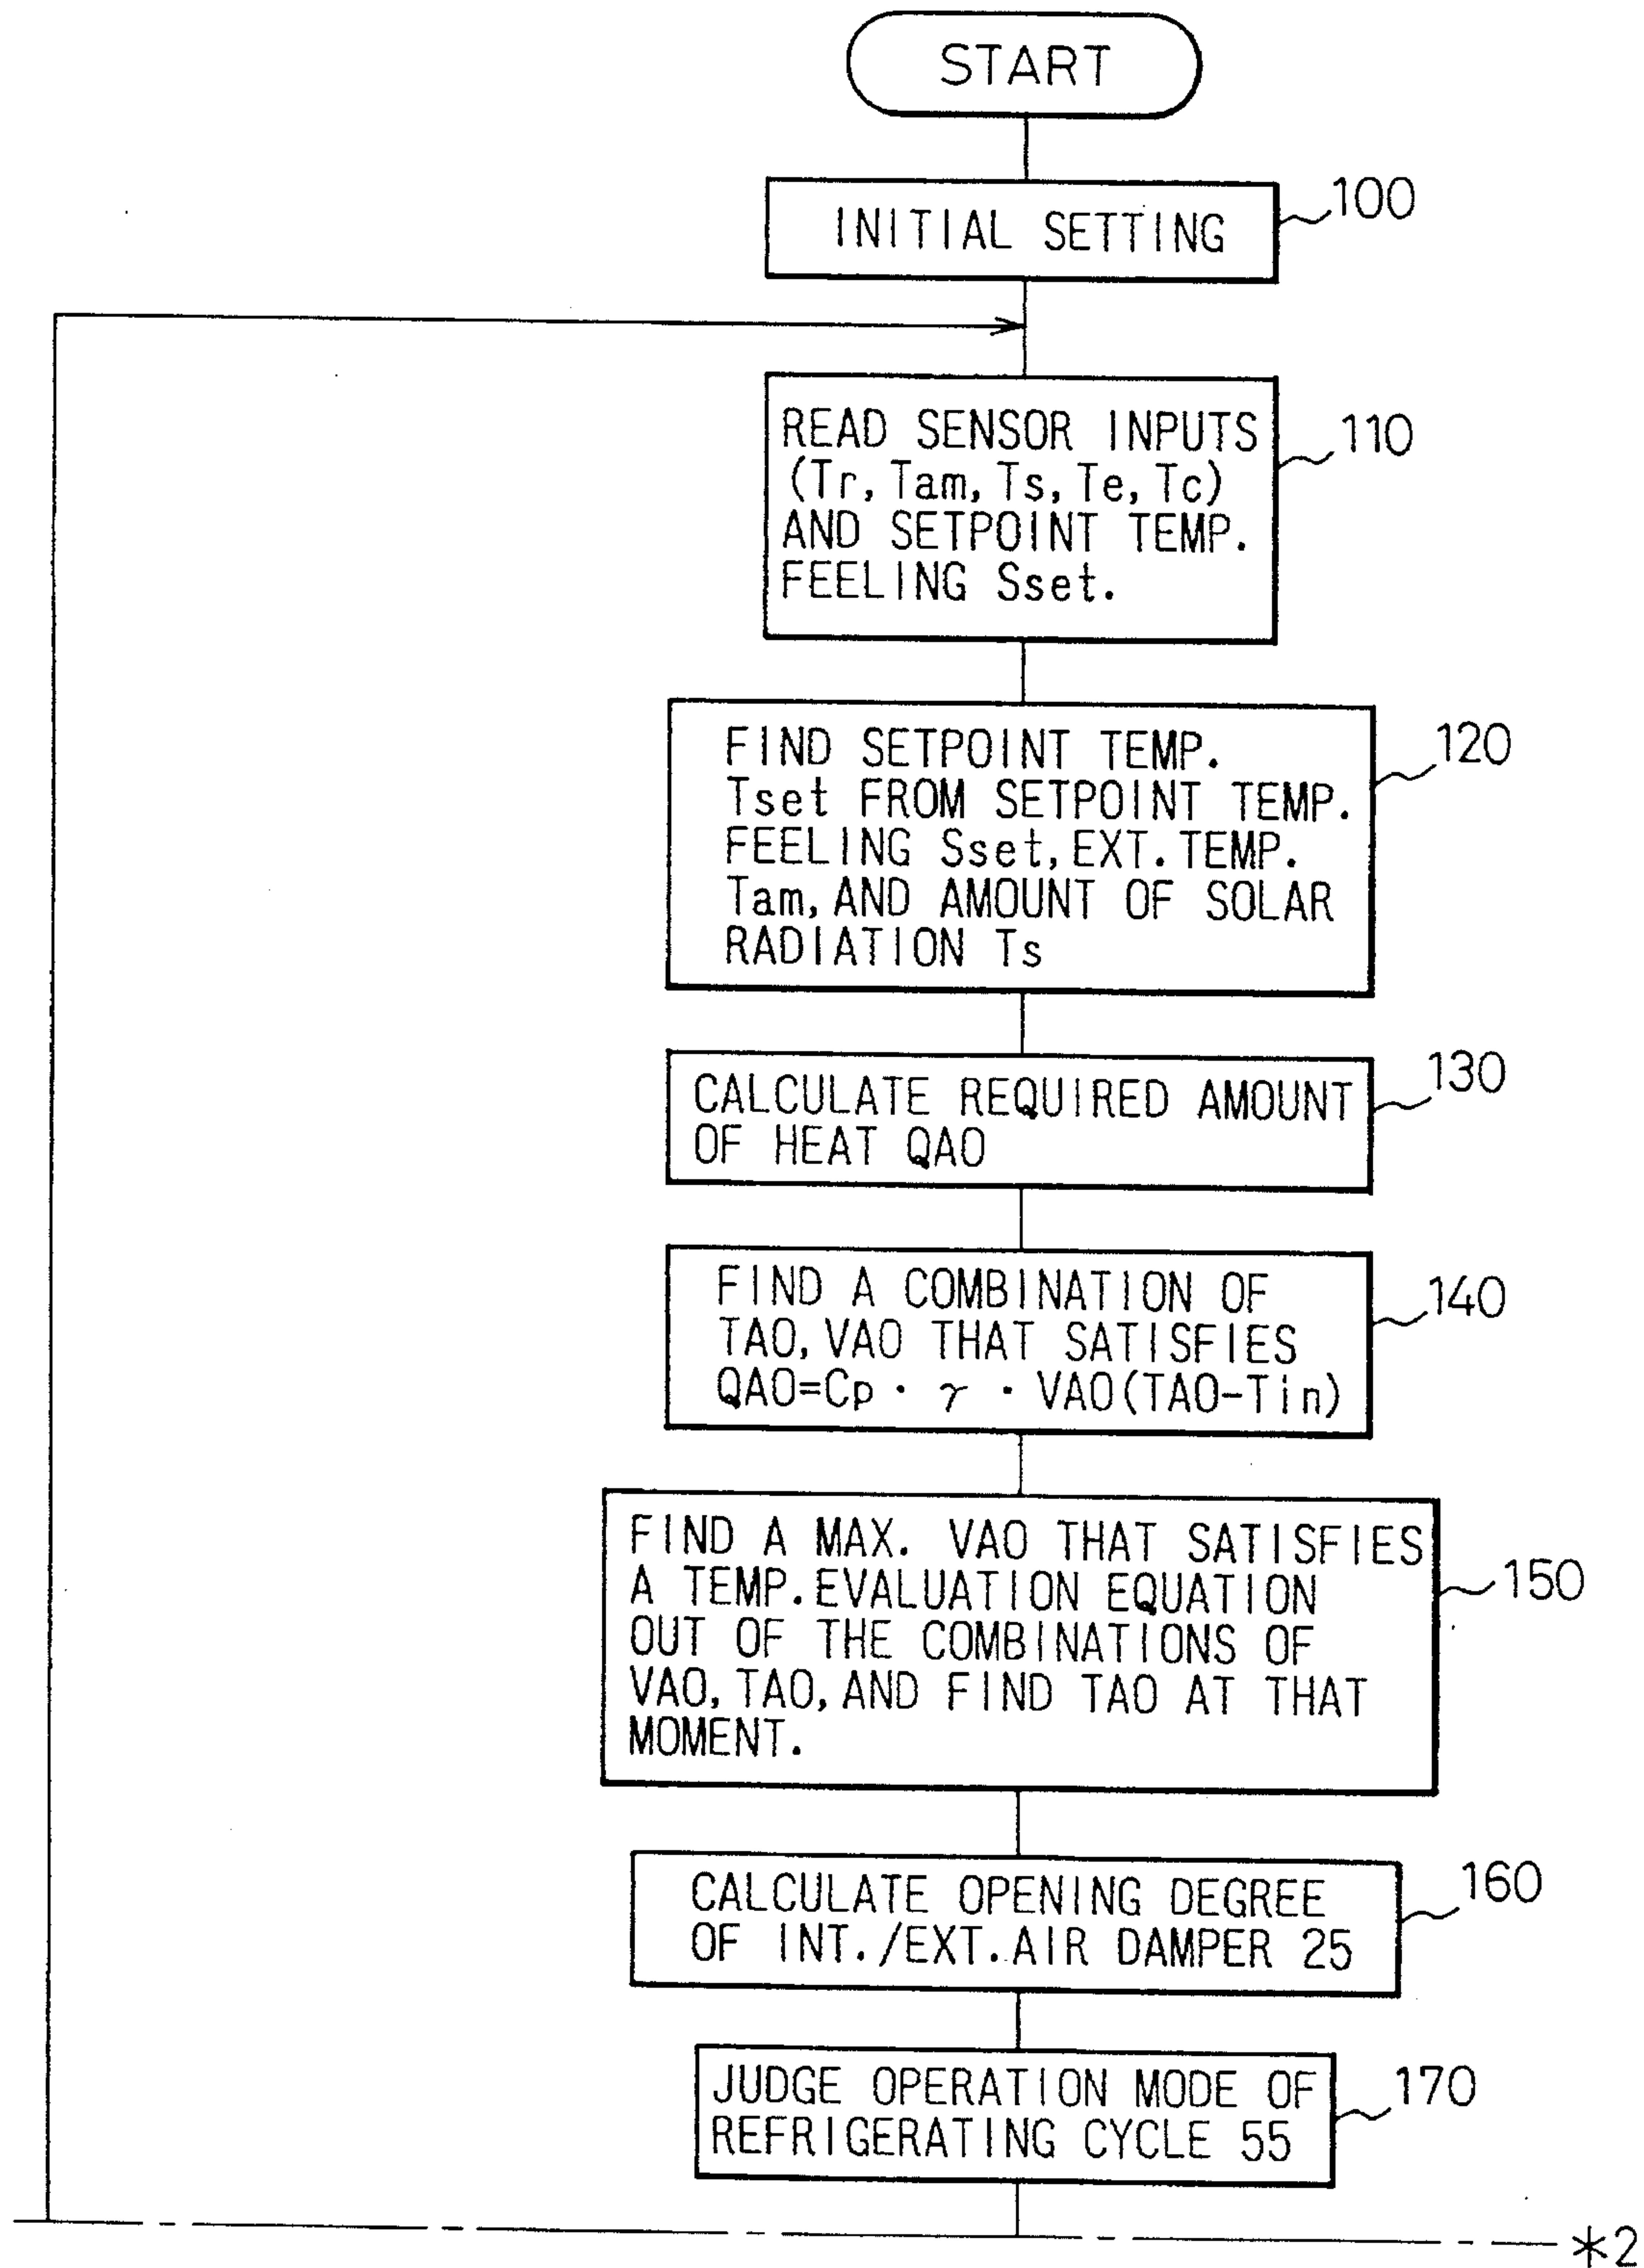 START
INITIAL SETTING
100
READ SENSOR INPUTS
(Tr, Tam, Ts, Te, Tc)
AND SETPOINT TEMP.
FEELING Sset.
110
FIND SETPOINT TEMP.
Tset FROM SETPOINT TEMP.
FEELING Sset, EXT. TEMP.
Tam, AND AMOUNT OF SOLAR
RADIATION Ts
120
CALCULATE REQUIRED AMOUNT
OF HEAT QAO
130
FIND A COMBINATION OF
TAO, VAO THAT SATISFIES
QAO=Cp · γ · VAO(TAO-Tin)
140
FIND A MAX. VAO THAT SATISFIES
A TEMP. EVALUATION EQUATION
OUT OF THE COMBINATIONS OF
VAO, TAO, AND FIND TAO AT THAT
MOMENT.
150
CALCULATE OPENING DEGREE
OF INT./EXT. AIR DAMPER 25
160
JUDGE OPERATION MODE OF
REFRIGERATING CYCLE 55
170
*2